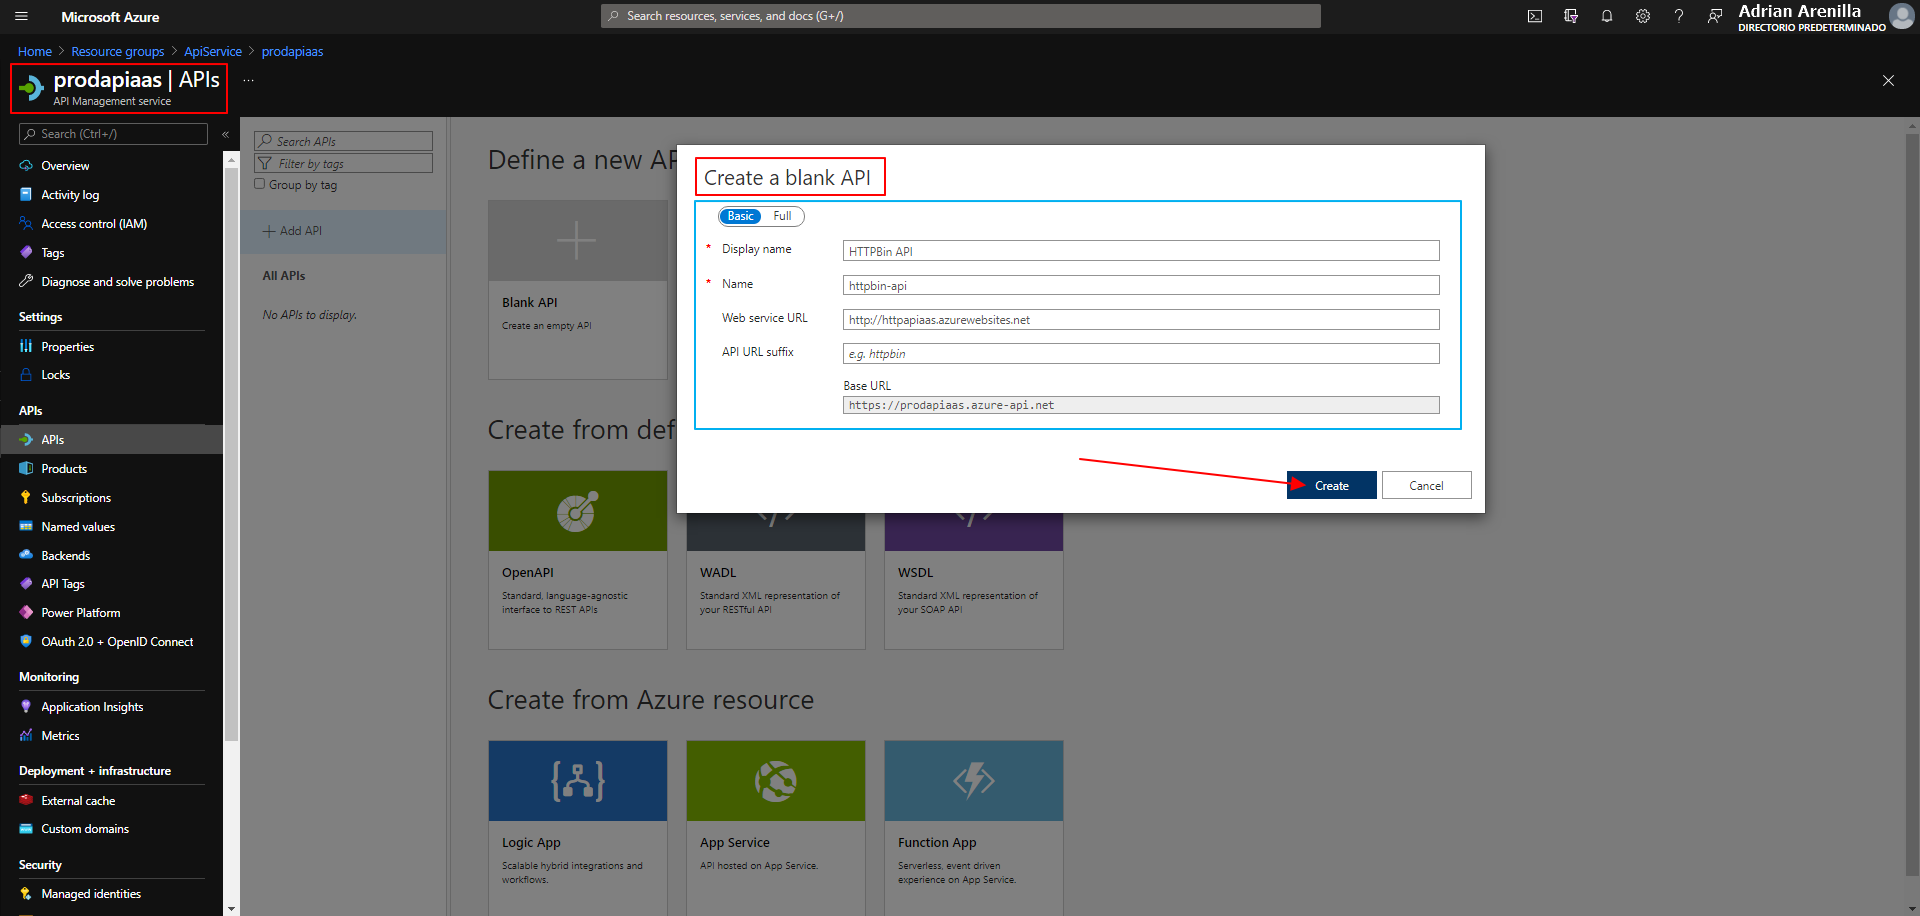 Microsoft Azure
Search resources, services, and docs (G+/)
Adrian Arenilla
DIRECTORIO PREDETERMINADO
Home > Resource groups > ApiService > prodapiaas
prodapiaas | APIs
...
API Management service
Search (Ctrl+/)
«
Overview
Activity log
Access control (IAM)
Tags
Diagnose and solve problems
Settings
Properties
Locks
APIs
APIs
Products
Subscriptions
Named values
Backends
API Tags
Power Platform
OAuth 2.0 + OpenID Connect
Monitoring
Application Insights
Metrics
Deployment + infrastructure
External cache
Custom domains
Security
Managed identities
Search APIs
Filter by tags
Group by tag
+ Add API
All APIs
No APIs to display.
Define a new AP
Blank API
Create an empty API
Create from def
OpenAPI
Standard, language-agnostic
interface to REST APIs
WADL
Standard XML representation of
your RESTful API
WSDL
Standard XML representation of
your SOAP API
Create from Azure resource
Logic App
Scalable hybrid integrations and
workflows.
App Service
API hosted on App Service.
Function App
Serverless, event driven
experience on App Service.
Create a blank API
Basic Full
* Display name HTTPBin API
* Name httpbin-api
Web service URL http://httpapiaas.azurewebsites.net
API URL suffix e.g. httpbin
Base URL
https://prodapiaas.azure-api.net
Create Cancel